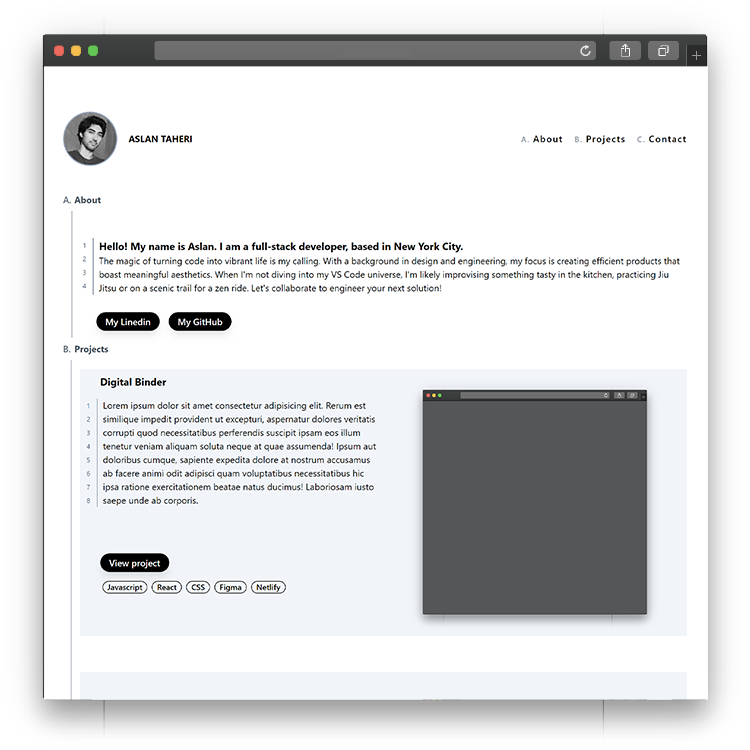 ASLAN TAHERI
A. About B. Projects C. Contact
A. About
1 Hello! My name is Aslan. I am a full-stack developer, based in New York City.
2 The magic of turning code into vibrant life is my calling. With a background in design and engineering, my focus is creating efficient products that
3 boast meaningful aesthetics. When I'm not diving into my VS Code universe, I'm likely improvising something tasty in the kitchen, practicing Jiu
4 Jitsu or on a scenic trail for a zen ride. Let's collaborate to engineer your next solution!
My Linedin My GitHub
B. Projects
Digital Binder
1 Lorem ipsum dolor sit amet consectetur adipisicing elit. Rerum est
2 similique impedit provident ut excepturi, aspernatur dolores veritatis
3 corrupti quod necessitatibus perferendis suscipit ipsam eos illum
4 tenetur veniam aliquam soluta neque at quae assumenda! Ipsum aut
5 doloribus cumque, sapiente expedita dolore at nostrum accusamus
6 ab facere animi odit adipisci quam voluptatibus necessitatibus hic
7 ipsa ratione exercitationem beatae natus ducimus! Laboriosam iusto
8 saepe unde ab corporis.
View project
Javascript React CSS Figma Netlify